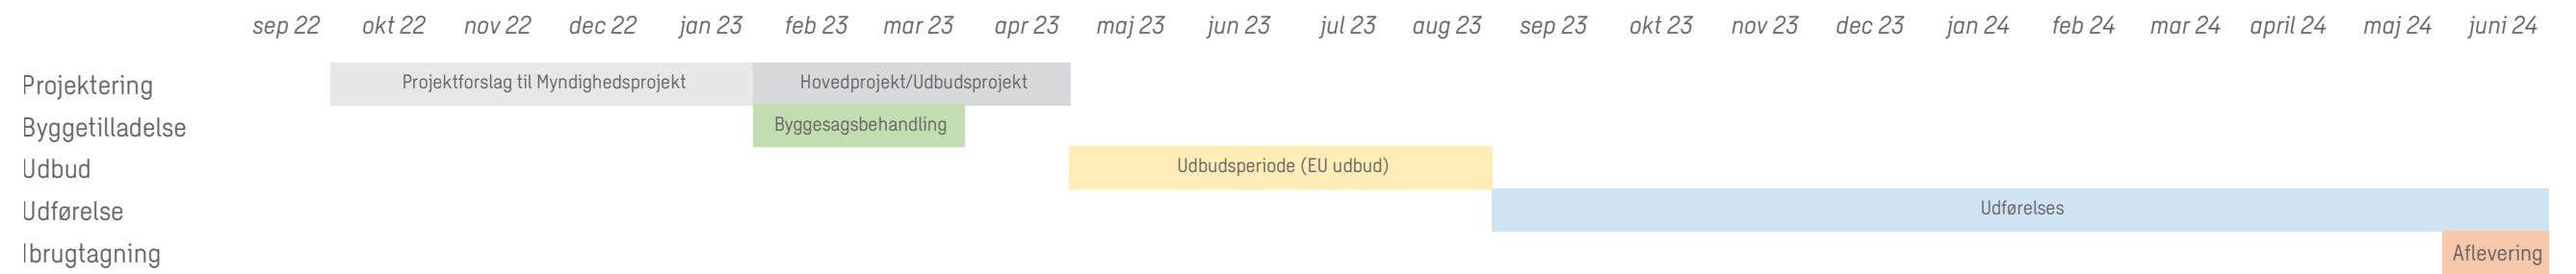 sep 22 okt 22 nov 22 dec 22 jan 23 feb 23 mar 23 apr 23 maj 23 jun 23 jul 23 aug 23 sep 23 okt 23 nov 23 dec 23 jan 24 feb 24 mar 24 april 24 maj 24 juni 24
Projektering Projektforslag til Myndighedsprojekt Hovedprojekt/Udbudsprojekt
Byggetilladelse Byggesagsbehandling
Udbud Udbudsperiode (EU udbud)
Udførelse Udførelses
Ibrugtagning Aflevering